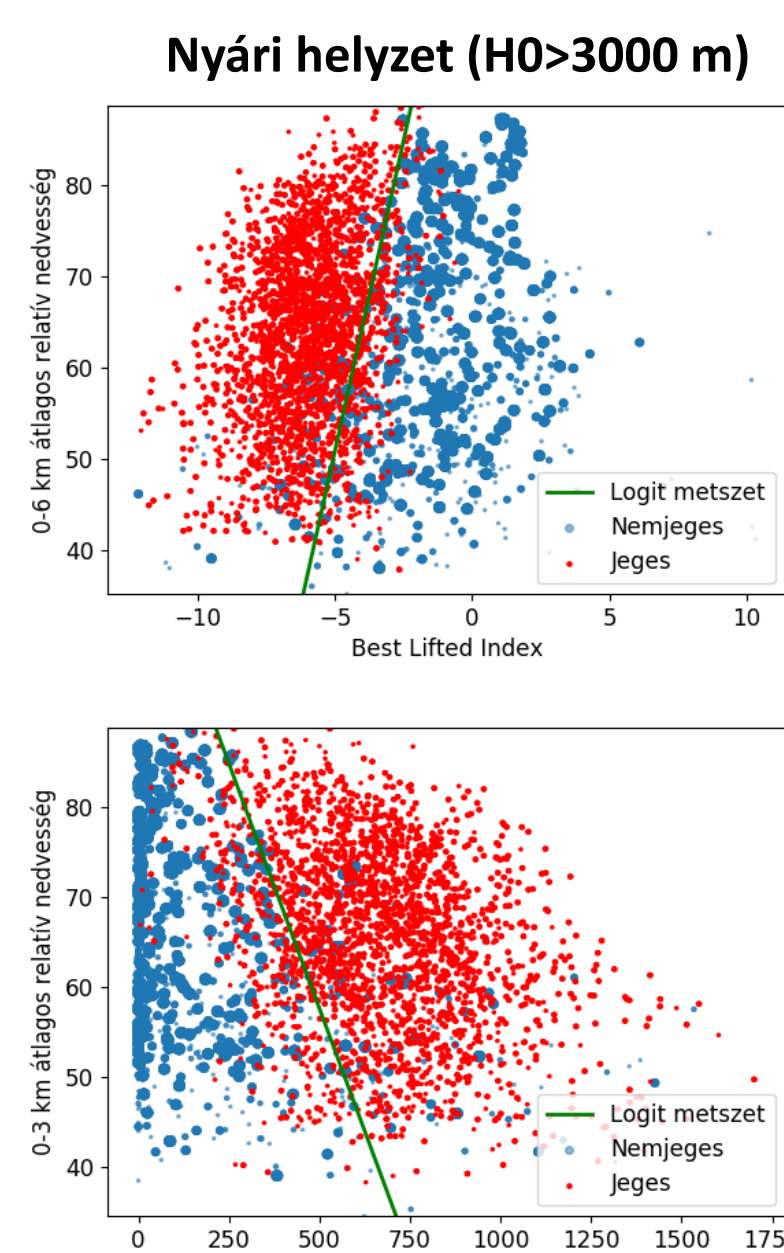 Nyári helyzet (H0>3000 m)
0-6 km átlagos relatív nedvesség
80
70
60
50
40
Logit metszet
Nemjeges
Jeges
−10
−5
0
5
10
Best Lifted Index
0-3 km átlagos relatív nedvesség
80
70
60
50
40
Logit metszet
Nemjeges
Jeges
0
250
500
750
1000
1250
1500
175